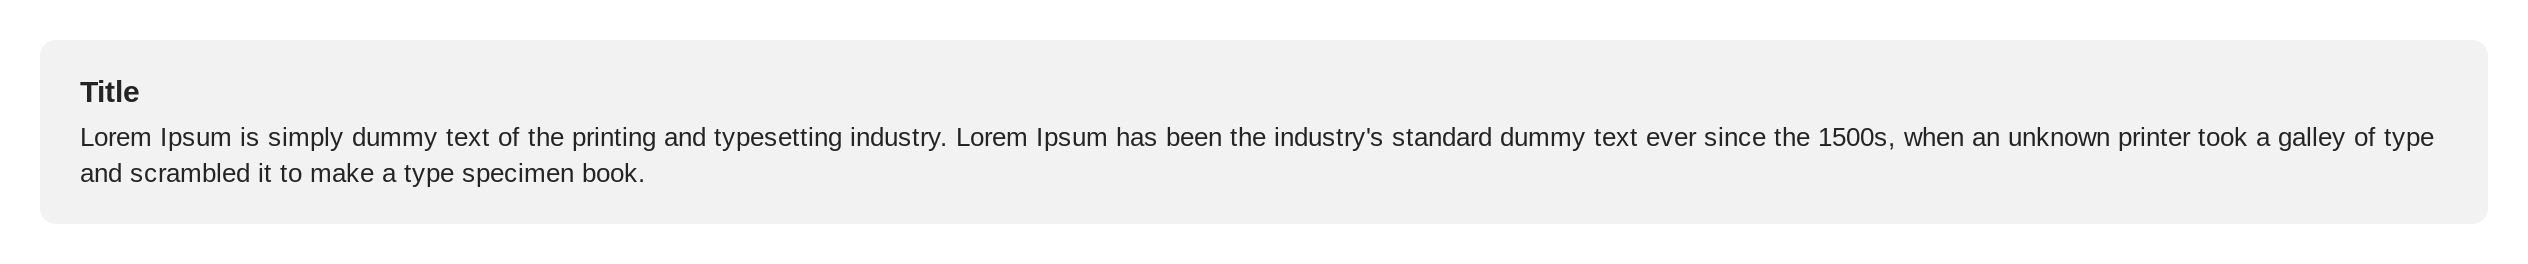 Title
Lorem Ipsum is simply dummy text of the printing and typesetting industry. Lorem Ipsum has been the industry's standard dummy text ever since the 1500s, when an unknown printer took a galley of type
and scrambled it to make a type specimen book.